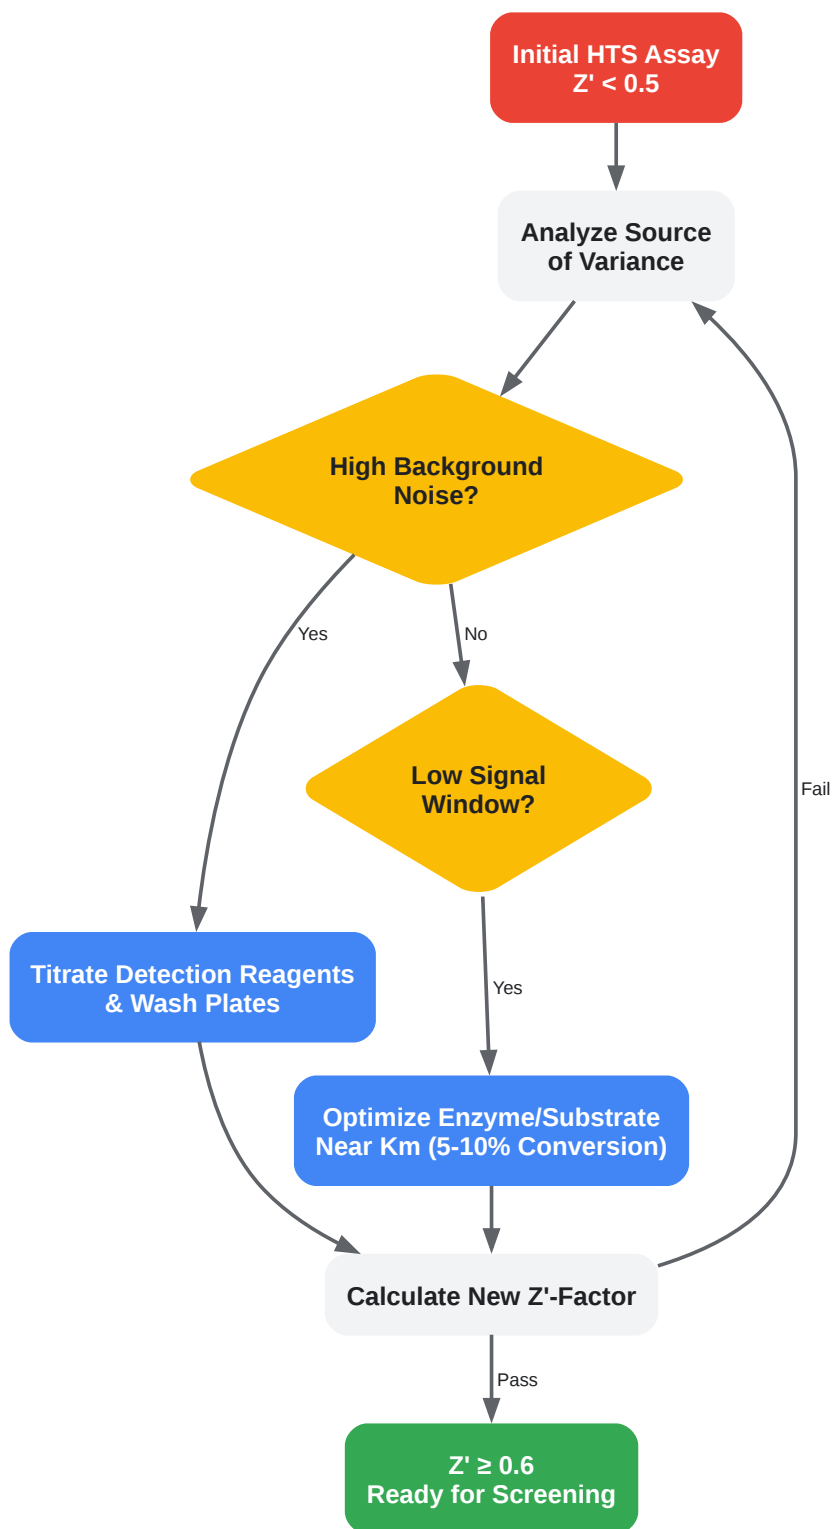 Initial HTS Assay
Z' < 0.5
Analyze Source
of Variance
High Background
Noise?
Yes
No
Low Signal
Window?
Fail
Titrate Detection Reagents
& Wash Plates
Yes
Optimize Enzyme/Substrate
Near Km (5-10% Conversion)
Calculate New Z'-Factor
Pass
Z' ≥ 0.6
Ready for Screening